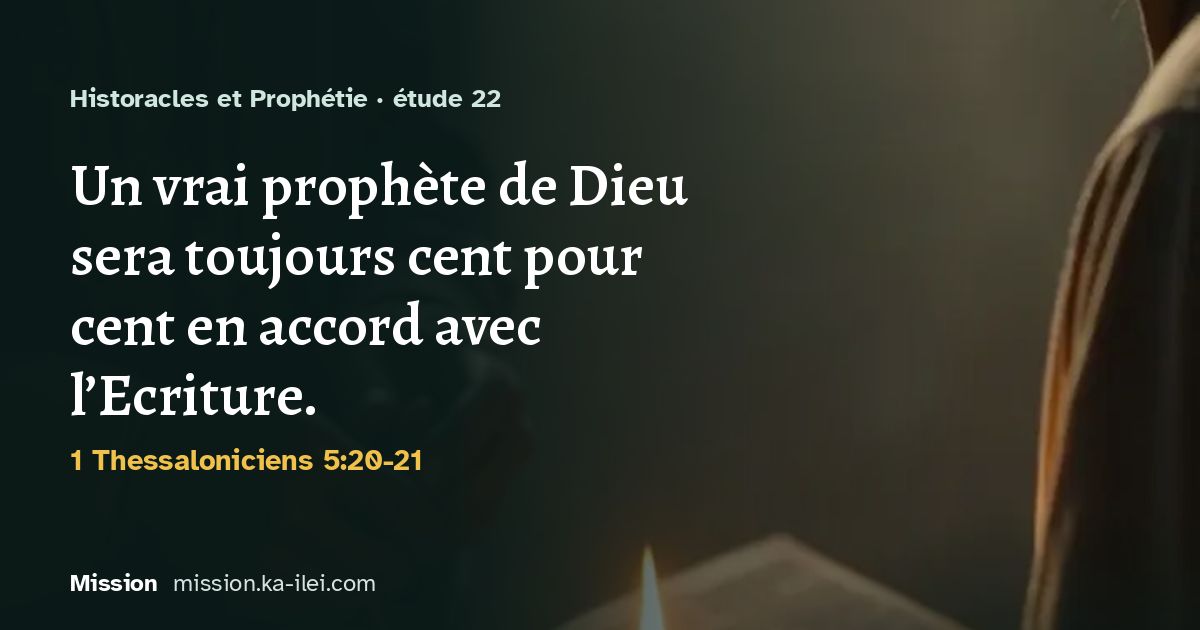 Historacles et Prophétie · étude 22
Un vrai prophète de Dieu
sera toujours cent pour
cent en accord avec
l’Ecriture.
1 Thessaloniciens 5:20-21
Mission mission.ka-ilei.com